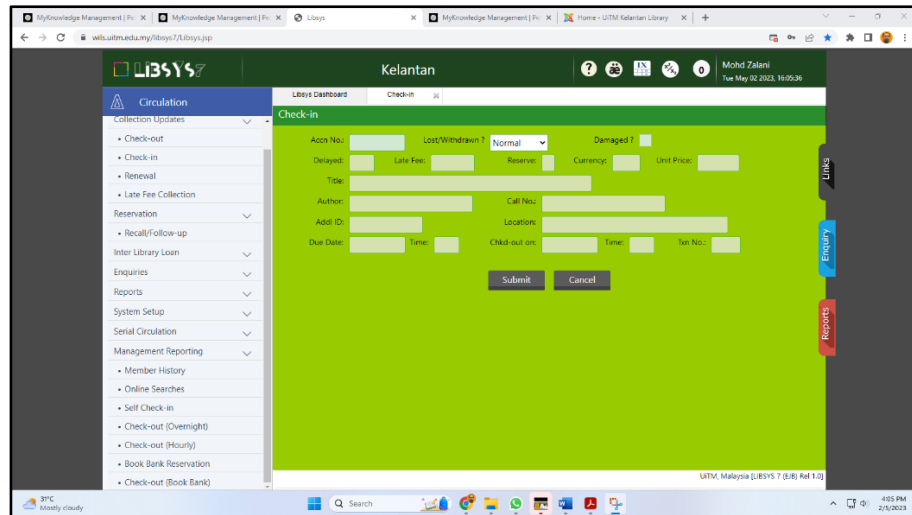 MyKnowledge Management | Per
MyKnowledge Management | Per
Libsys
MyKnowledge Management | Per
Home - UiTM Kelantan Library
wils.uitm.edu.my/libsys7/Libsys.jsp
LIBSYS7
Kelantan
?
äë
IX
0
Mohd Zalani
Tue May 02 2023, 16:05:36
Circulation
Libsys Dashboard
Check-in
Collection Updates
• Check-out
• Check-in
• Renewal
• Late Fee Collection
Reservation
• Recall/Follow-up
Inter Library Loan
Enquiries
Reports
System Setup
Serial Circulation
Management Reporting
• Member History
• Online Searches
• Self Check-in
• Check-out (Overnight)
• Check-out (Hourly)
• Book Bank Reservation
• Check-out (Book Bank)
Check-in
Accn No.: Lost/Withdrawn ? Normal Damaged ?
Delayed: Late Fee: Reserve: Currency: Unit Price:
Title:
Author: Call No.:
Addl ID: Location:
Due Date: Time: Chkd-out on: Time: Txn No.:
Submit Cancel
Links
Enquiry
Reports
UiTM, Malaysia [LIBSYS 7 (EJB) Rel 1.0]
31°C
Mostly cloudy
Search
4:05 PM
2/5/2023